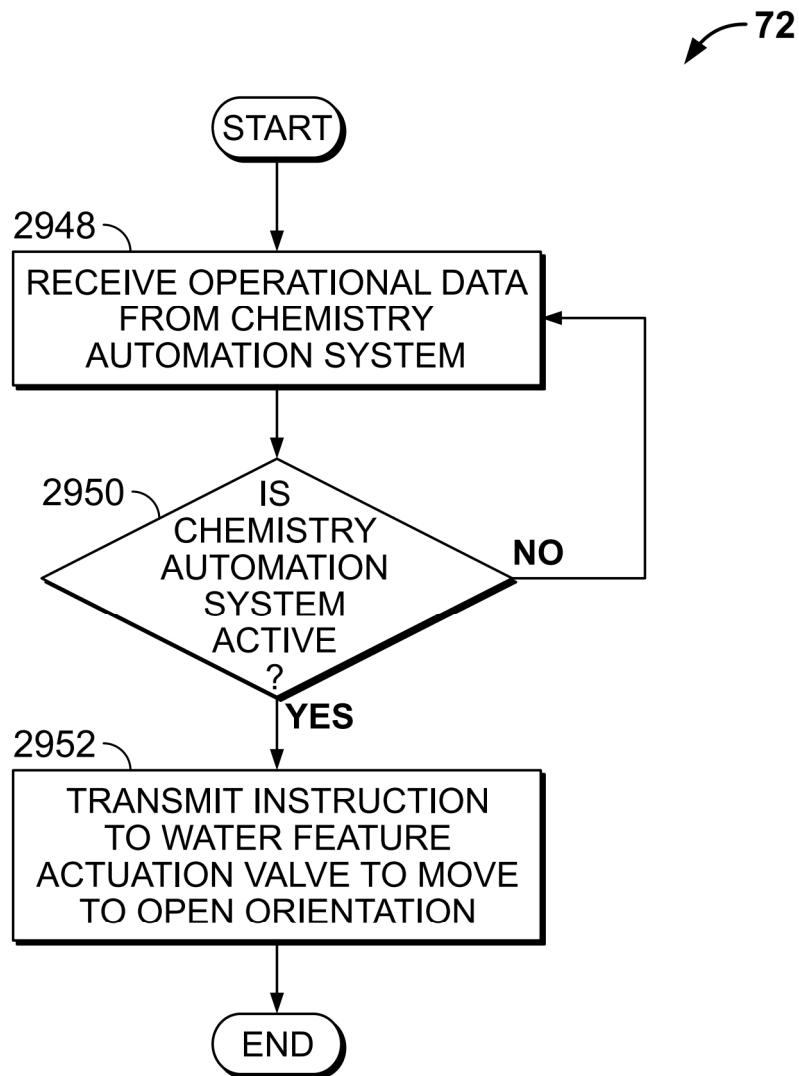 72
START
2948
RECEIVE OPERATIONAL DATA
FROM CHEMISTRY
AUTOMATION SYSTEM
2950
IS
CHEMISTRY
AUTOMATION
SYSTEM
ACTIVE
?
NO
YES
2952
TRANSMIT INSTRUCTION
TO WATER FEATURE
ACTUATION VALVE TO MOVE
TO OPEN ORIENTATION
END